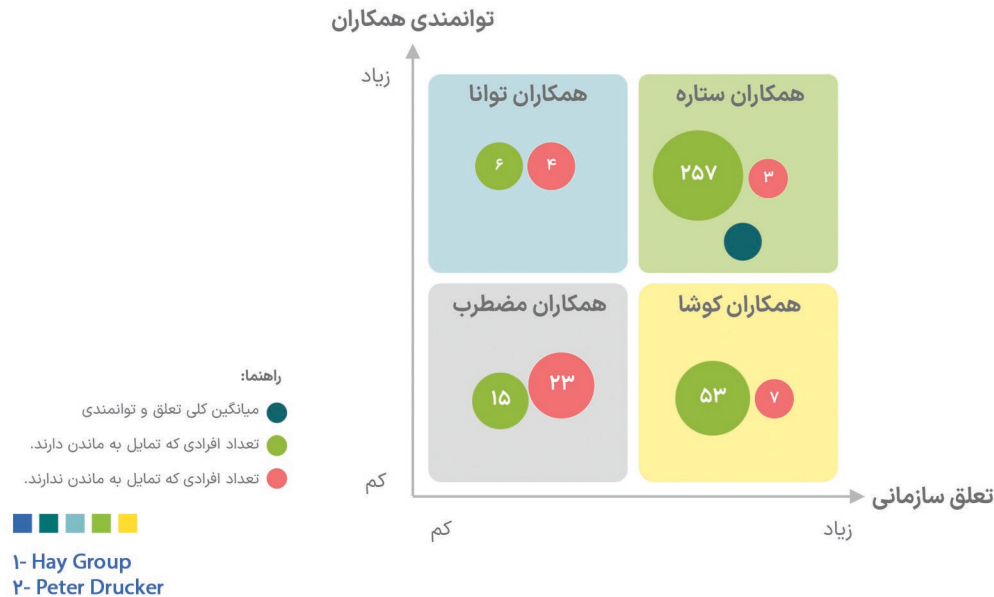 توانمندی همکاران
زیاد
همکاران ستاره
همکاران توانا
۲۵۷
۳
۶
۴
همکاران کوشا
همکاران مضطرب
۵۳
۷
۱۵
۲۳
کم
تعلق سازمانی
زیاد
کم
راهنما:
میانگین کلی تعلق و توانمندی
تعداد افرادی که تمایل به ماندن دارند.
تعداد افرادی که تمایل به ماندن ندارند.
۱- Hay Group
۲- Peter Drucker